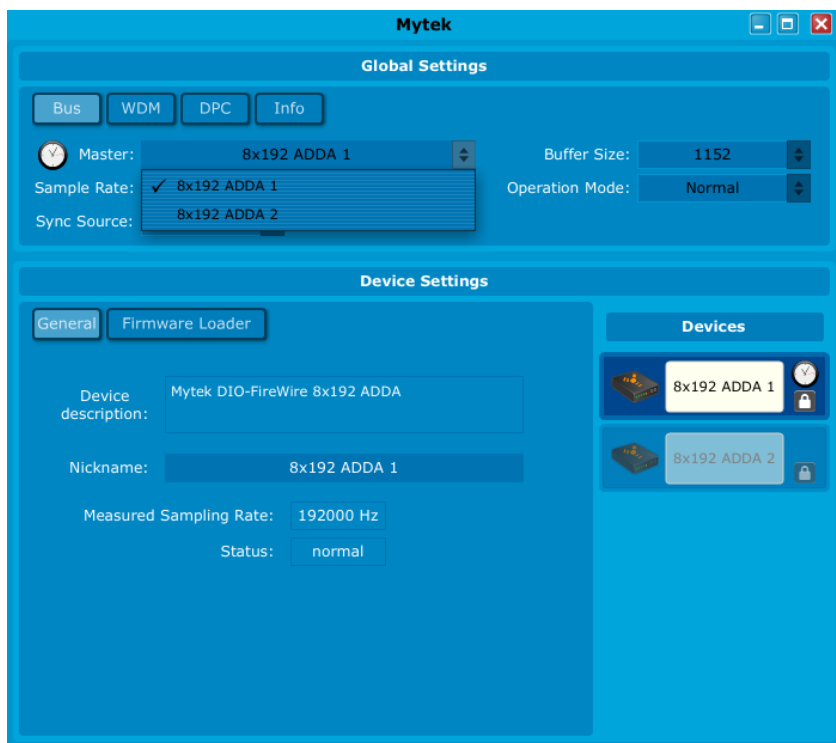 Mytek
Global Settings
Bus WDM DPC Info
Master: 8x192 ADDA 1 Buffer Size: 1152
Sample Rate: ✓ 8x192 ADDA 1 Operation Mode: Normal
8x192 ADDA 2
Sync Source:
Device Settings
General Firmware Loader
Devices
Device description: Mytek DIO-FireWire 8x192 ADDA
8x192 ADDA 1
Nickname: 8x192 ADDA 1
8x192 ADDA 2
Measured Sampling Rate: 192000 Hz
Status: normal